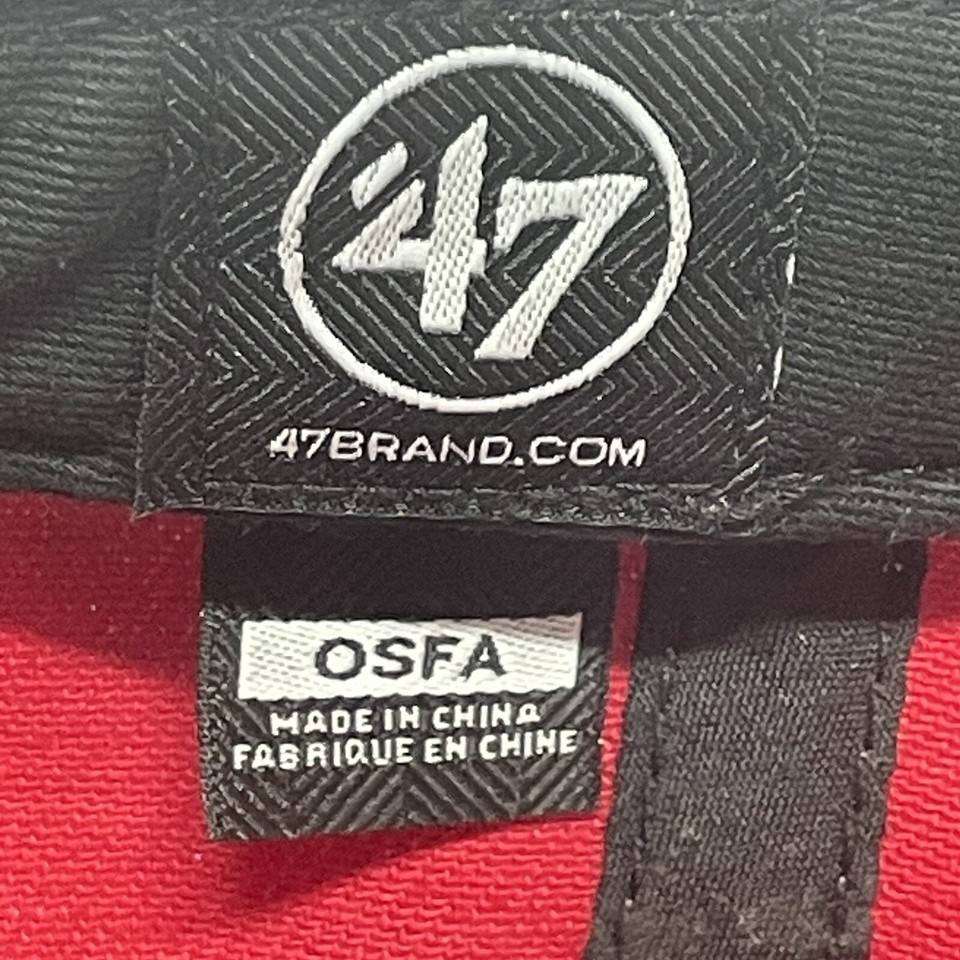 '47
47BRAND.COM
OSFA
MADE IN CHINA
FABRIQUE EN CHINE